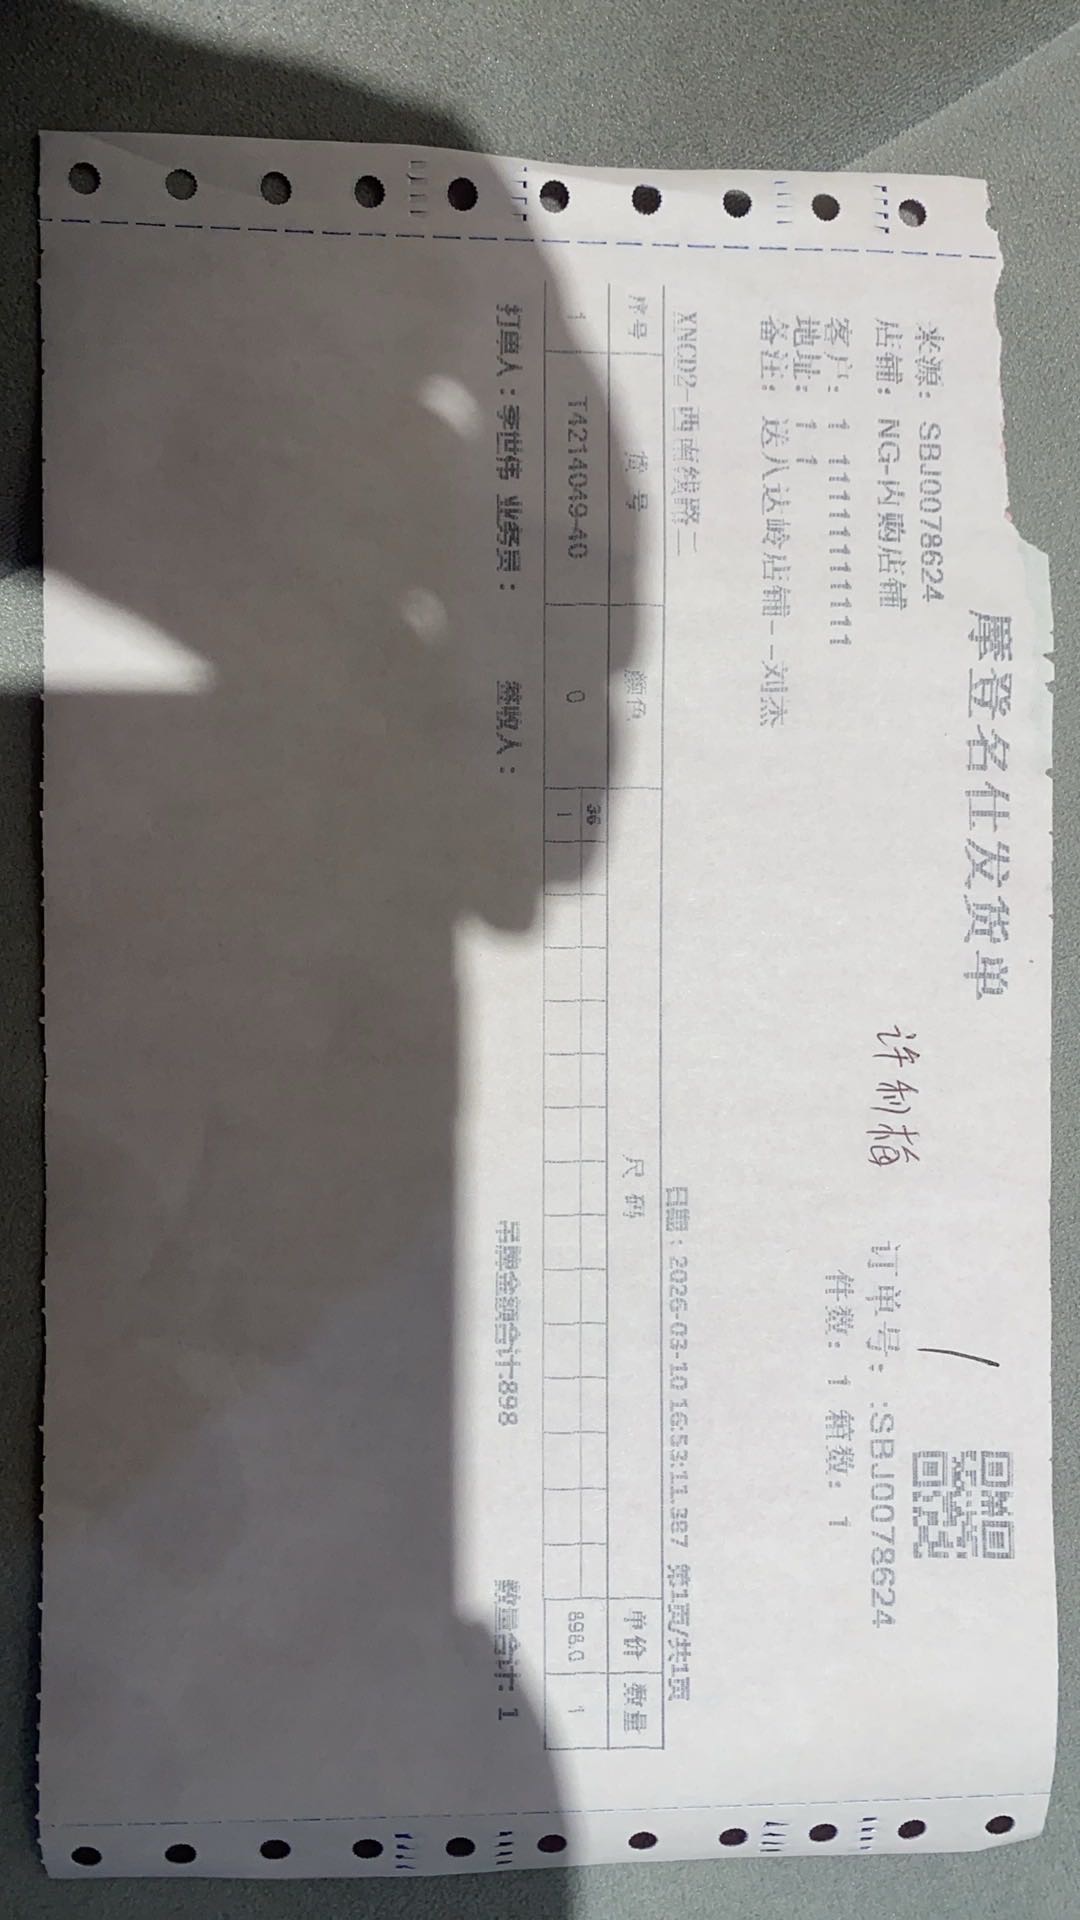 摩登名仕发货单
来源: SBJ0078624
店铺: NG-内购店铺 许利梅 订单号: :SBJ0078624
客户: 1 11111111111 件数: 1 箱数: 1
地址: 1 1
备注: 送八达岭店铺--刘杰
XNCD2-西南线路二 日期：2026-03-10 16:53:11.387 第1页/共1页
序号 货号 颜色 尺码 单价 数量
36
1 T4214049-40 0 1 898.0 1
打单人：李世伟 业务员： 签收人： 吊牌金额合计:898 数量合计: 1